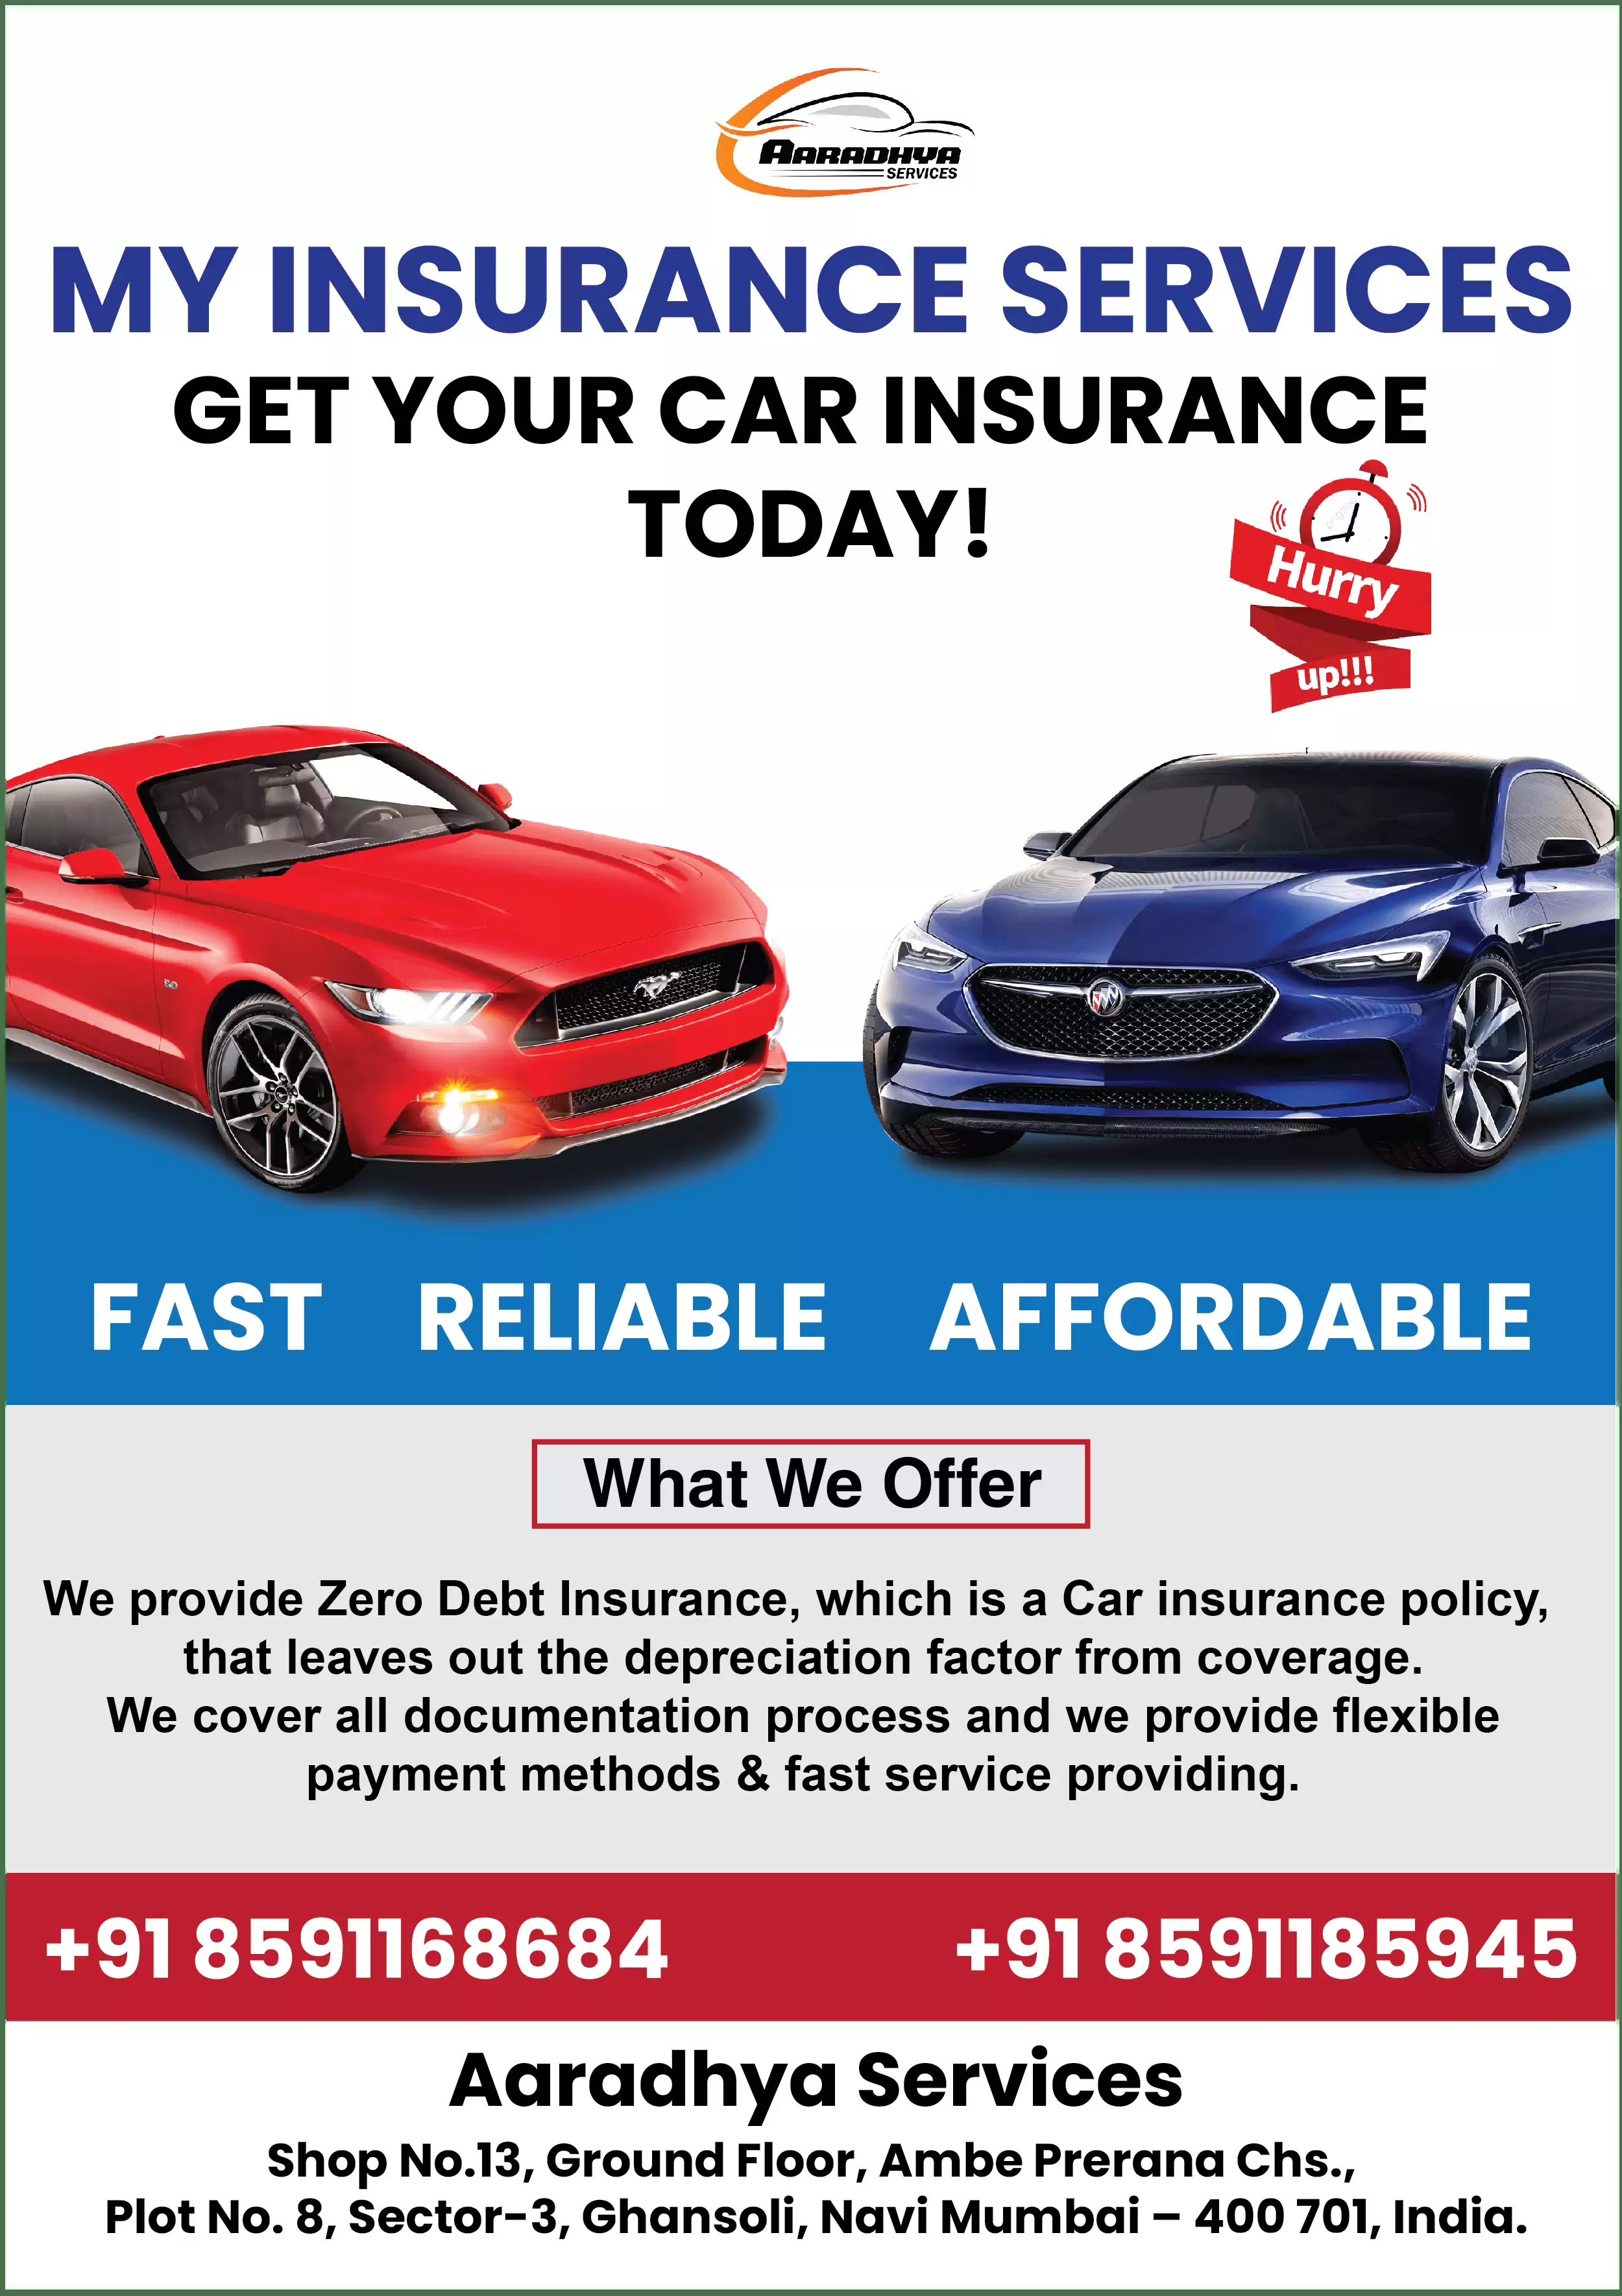 AARADHYA
SERVICES
MY INSURANCE SERVICES
GET YOUR CAR INSURANCE
TODAY!
Hurry
up!!!
50
FAST RELIABLE AFFORDABLE
What We Offer
We provide Zero Debt Insurance, which is a Car insurance policy,
that leaves out the depreciation factor from coverage.
We cover all documentation process and we provide flexible
payment methods & fast service providing.
+91 8591168684 +91 8591185945
Aaradhya Services
Shop No.13, Ground Floor, Ambe Prerana Chs.,
Plot No. 8, Sector-3, Ghansoli, Navi Mumbai – 400 701, India.